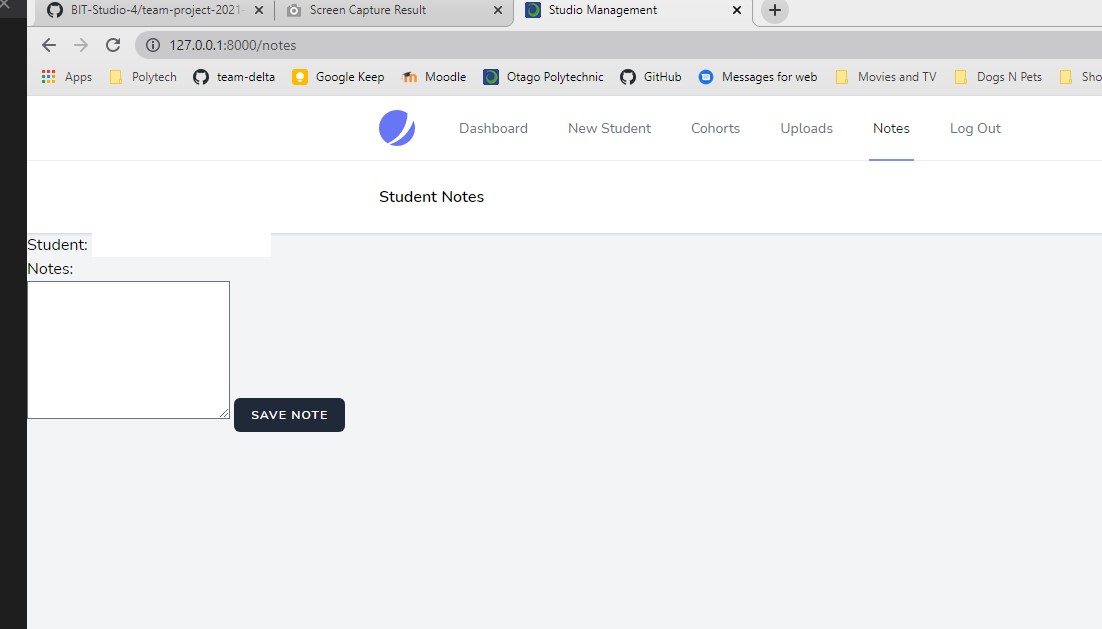 BIT-Studio-4/team-project-2021- Screen Capture Result Studio Management
127.0.0.1:8000/notes
Apps Polytech team-delta Google Keep Moodle Otago Polytechnic GitHub Messages for web Movies and TV Dogs N Pets Sho
Dashboard New Student Cohorts Uploads Notes Log Out
Student Notes
Student:
Notes:
SAVE NOTE